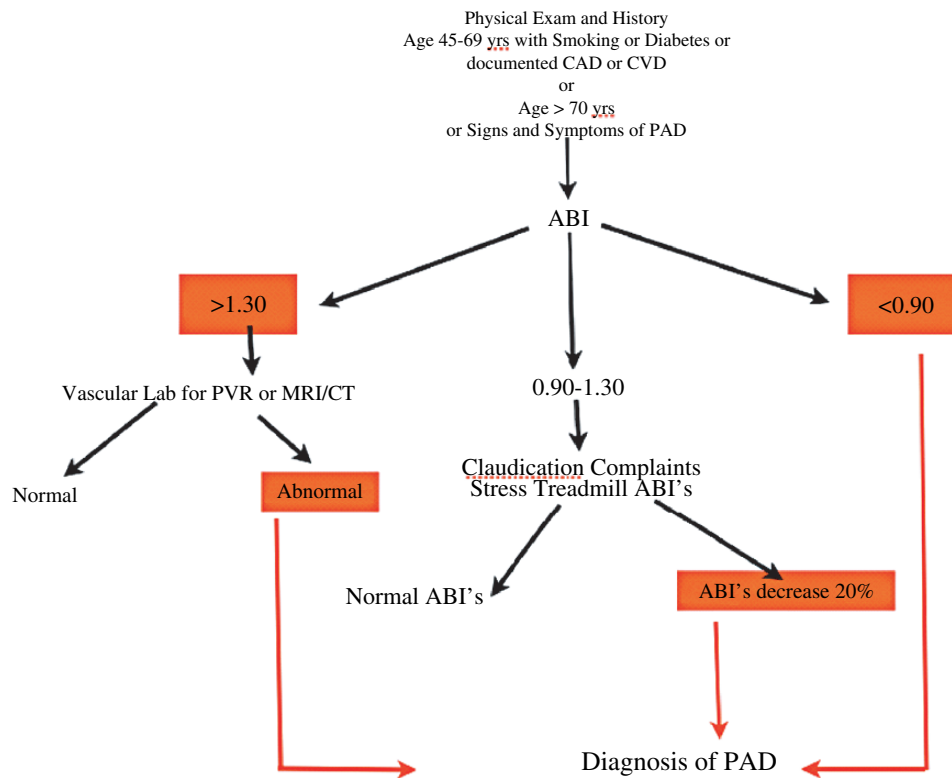 Physical Exam and History
Age 45-69 yrs with Smoking or Diabetes or
documented CAD or CVD
or
Age > 70 yrs
or Signs and Symptoms of PAD
ABI
>1.30
<0.90
Vascular Lab for PVR or MRI/CT
0.90-1.30
Normal
Abnormal
Claudication Complaints
Stress Treadmill ABI's
Normal ABI's
ABI's decrease 20%
Diagnosis of PAD